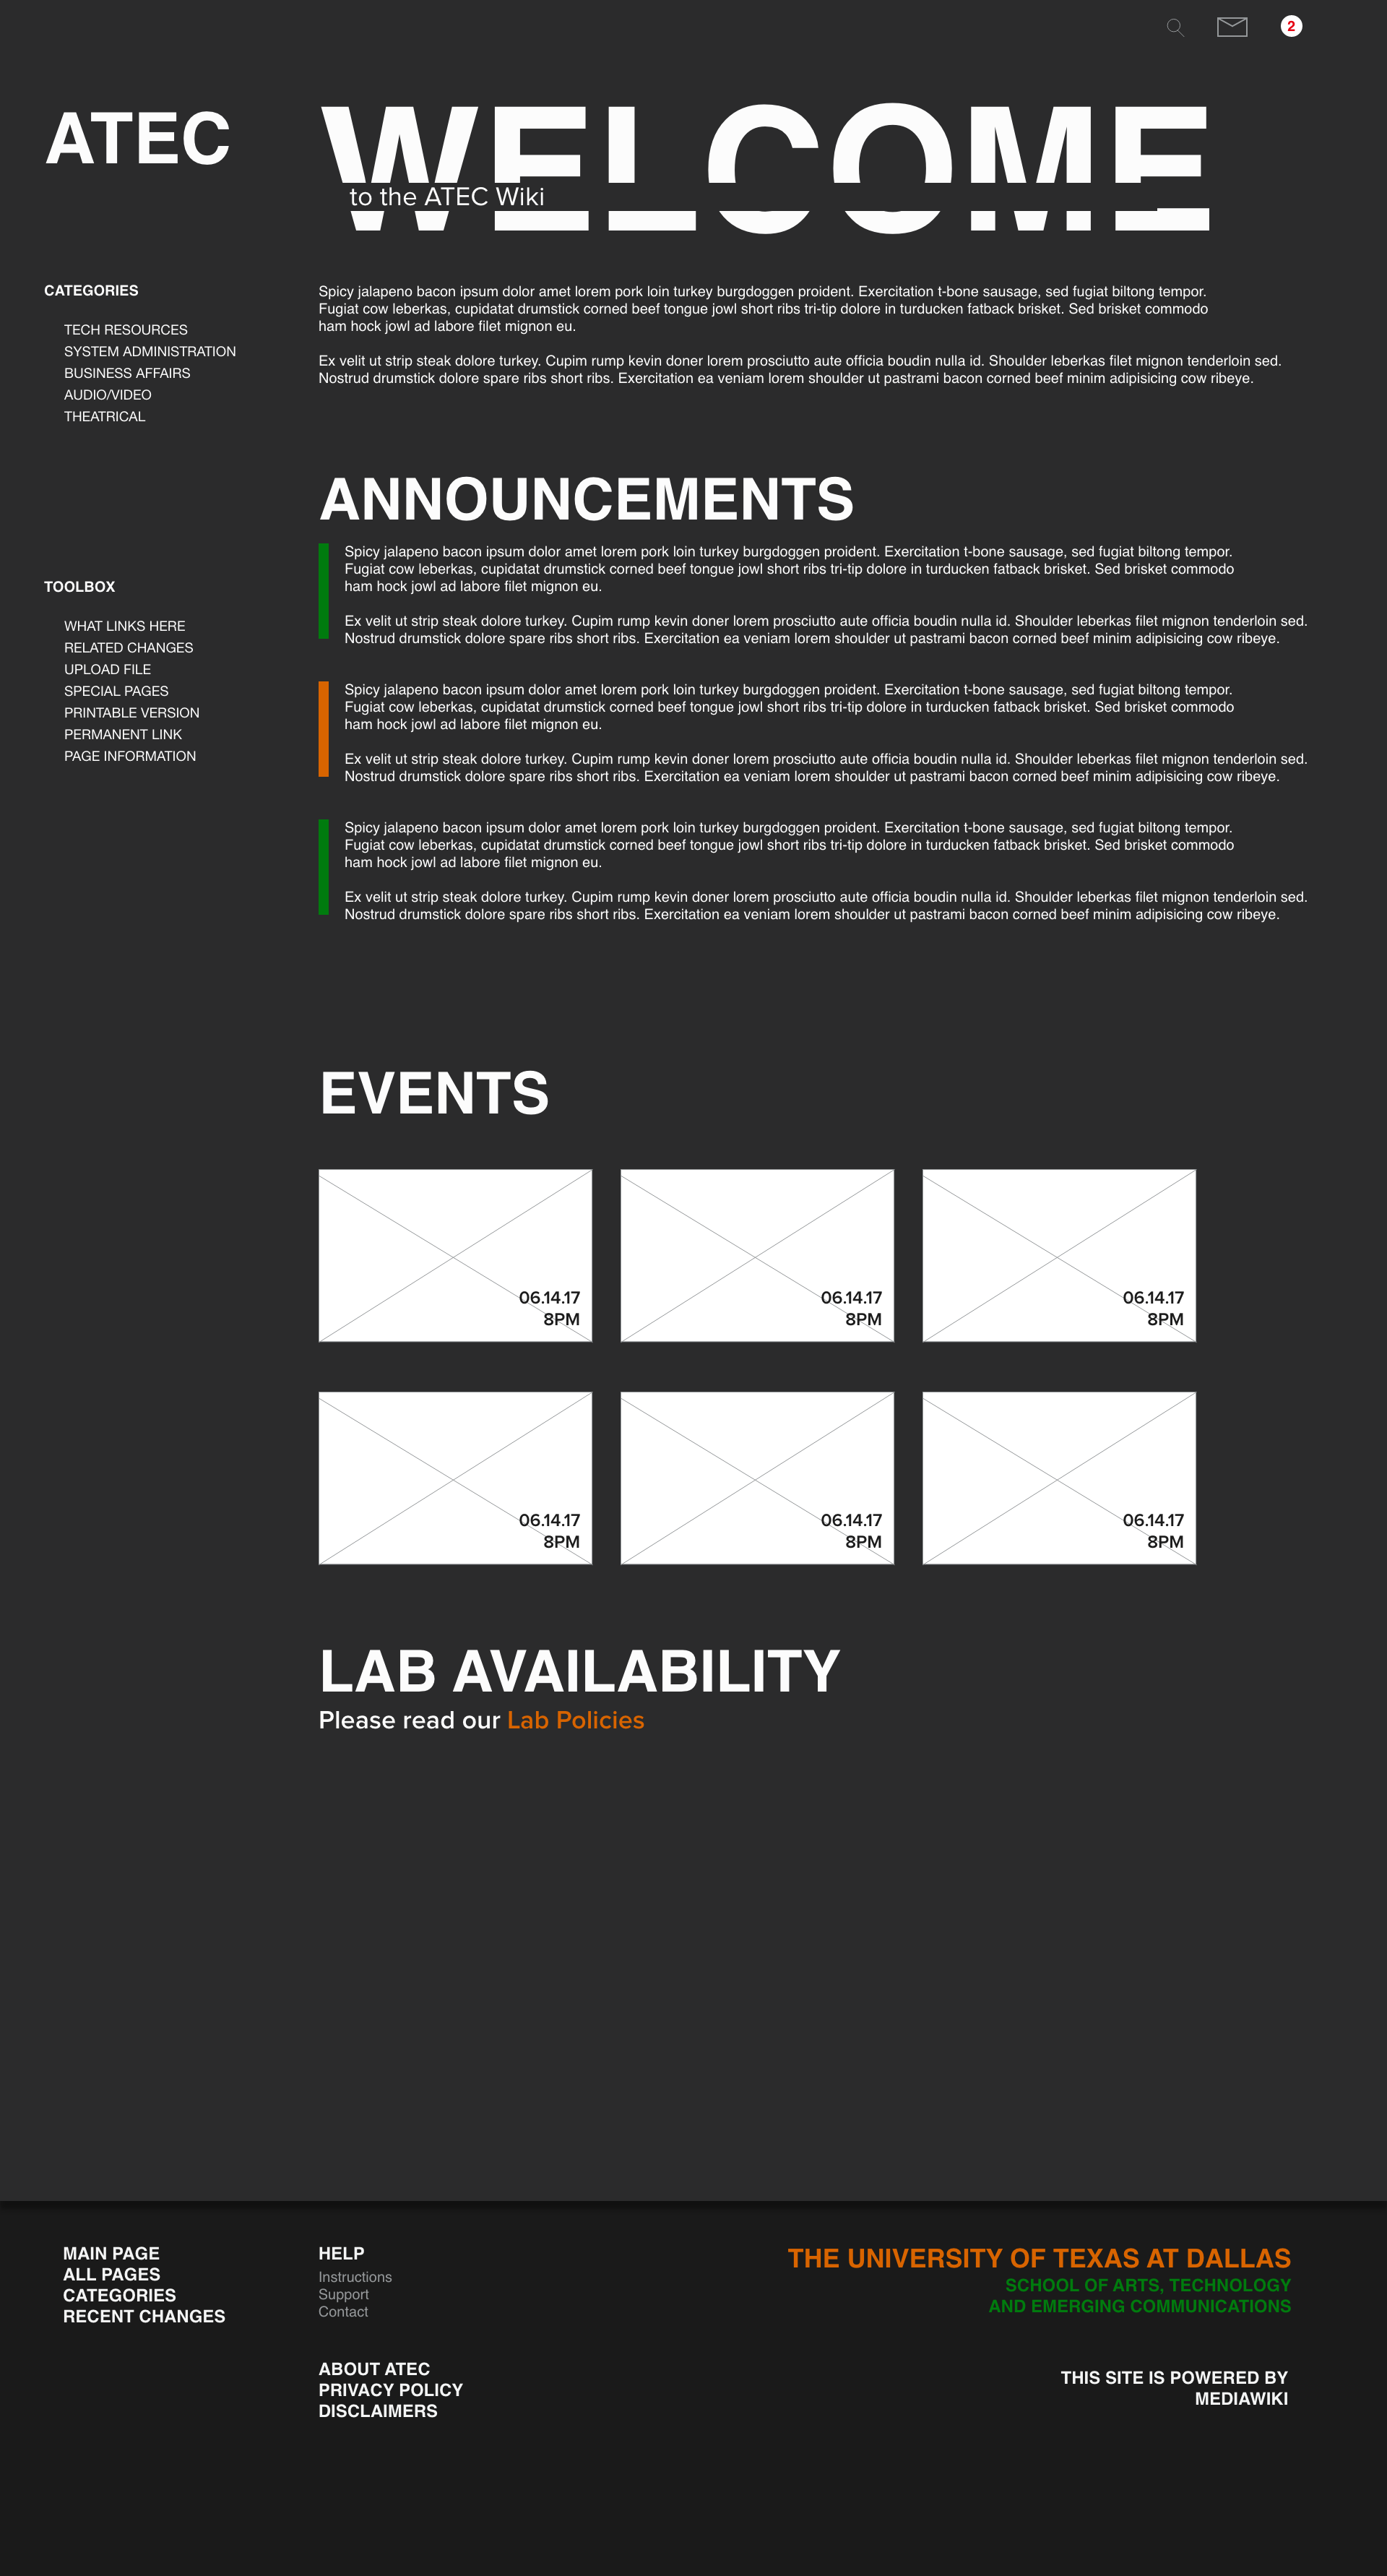 2
ATEC
WELCOME
to the ATEC Wiki
CATEGORIES
TECH RESOURCES
SYSTEM ADMINISTRATION
BUSINESS AFFAIRS
AUDIO/VIDEO
THEATRICAL
TOOLBOX
WHAT LINKS HERE
RELATED CHANGES
UPLOAD FILE
SPECIAL PAGES
PRINTABLE VERSION
PERMANENT LINK
PAGE INFORMATION
Spicy jalapeno bacon ipsum dolor amet lorem pork loin turkey burgdoggen proident. Exercitation t-bone sausage, sed fugiat biltong tempor.
Fugiat cow leberkas, cupidatat drumstick corned beef tongue jowl short ribs tri-tip dolore in turducken fatback brisket. Sed brisket commodo
ham hock jowl ad labore filet mignon eu.
Ex velit ut strip steak dolore turkey. Cupim rump kevin doner lorem prosciutto aute officia boudin nulla id. Shoulder leberkas filet mignon tenderloin sed.
Nostrud drumstick dolore spare ribs short ribs. Exercitation ea veniam lorem shoulder ut pastrami bacon corned beef minim adipisicing cow ribeye.
ANNOUNCEMENTS
Spicy jalapeno bacon ipsum dolor amet lorem pork loin turkey burgdoggen proident. Exercitation t-bone sausage, sed fugiat biltong tempor.
Fugiat cow leberkas, cupidatat drumstick corned beef tongue jowl short ribs tri-tip dolore in turducken fatback brisket. Sed brisket commodo
ham hock jowl ad labore filet mignon eu.
Ex velit ut strip steak dolore turkey. Cupim rump kevin doner lorem prosciutto aute officia boudin nulla id. Shoulder leberkas filet mignon tenderloin sed.
Nostrud drumstick dolore spare ribs short ribs. Exercitation ea veniam lorem shoulder ut pastrami bacon corned beef minim adipisicing cow ribeye.
Spicy jalapeno bacon ipsum dolor amet lorem pork loin turkey burgdoggen proident. Exercitation t-bone sausage, sed fugiat biltong tempor.
Fugiat cow leberkas, cupidatat drumstick corned beef tongue jowl short ribs tri-tip dolore in turducken fatback brisket. Sed brisket commodo
ham hock jowl ad labore filet mignon eu.
Ex velit ut strip steak dolore turkey. Cupim rump kevin doner lorem prosciutto aute officia boudin nulla id. Shoulder leberkas filet mignon tenderloin sed.
Nostrud drumstick dolore spare ribs short ribs. Exercitation ea veniam lorem shoulder ut pastrami bacon corned beef minim adipisicing cow ribeye.
Spicy jalapeno bacon ipsum dolor amet lorem pork loin turkey burgdoggen proident. Exercitation t-bone sausage, sed fugiat biltong tempor.
Fugiat cow leberkas, cupidatat drumstick corned beef tongue jowl short ribs tri-tip dolore in turducken fatback brisket. Sed brisket commodo
ham hock jowl ad labore filet mignon eu.
Ex velit ut strip steak dolore turkey. Cupim rump kevin doner lorem prosciutto aute officia boudin nulla id. Shoulder leberkas filet mignon tenderloin sed.
Nostrud drumstick dolore spare ribs short ribs. Exercitation ea veniam lorem shoulder ut pastrami bacon corned beef minim adipisicing cow ribeye.
EVENTS
06.14.17
8PM
06.14.17
8PM
06.14.17
8PM
06.14.17
8PM
06.14.17
8PM
06.14.17
8PM
LAB AVAILABILITY
Please read our Lab Policies
MAIN PAGE
ALL PAGES
CATEGORIES
RECENT CHANGES
HELP
Instructions
Support
Contact
ABOUT ATEC
PRIVACY POLICY
DISCLAIMERS
THE UNIVERSITY OF TEXAS AT DALLAS
SCHOOL OF ARTS, TECHNOLOGY
AND EMERGING COMMUNICATIONS
THIS SITE IS POWERED BY
MEDIAWIKI